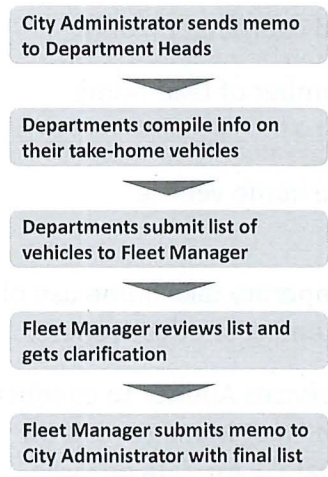 City Administrator sends memo
to Department Heads
Departments compile info on
their take-home vehicles
Departments submit list of
vehicles to Fleet Manager
Fleet Manager reviews list and
gets clarification
Fleet Manager submits memo to
City Administrator with final list